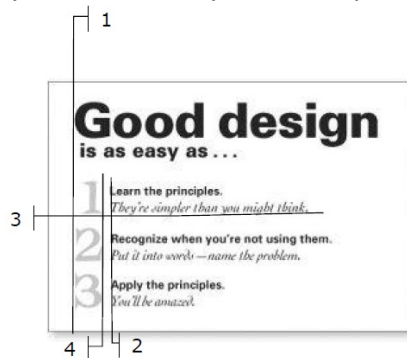 1
Good design
is as easy as . . .
1 Learn the principles.
They're simpler than you might think.
3
2 Recognize when you're not using them.
Put it into words—name the problem.
3 Apply the principles.
You'll be amazed.
4 2